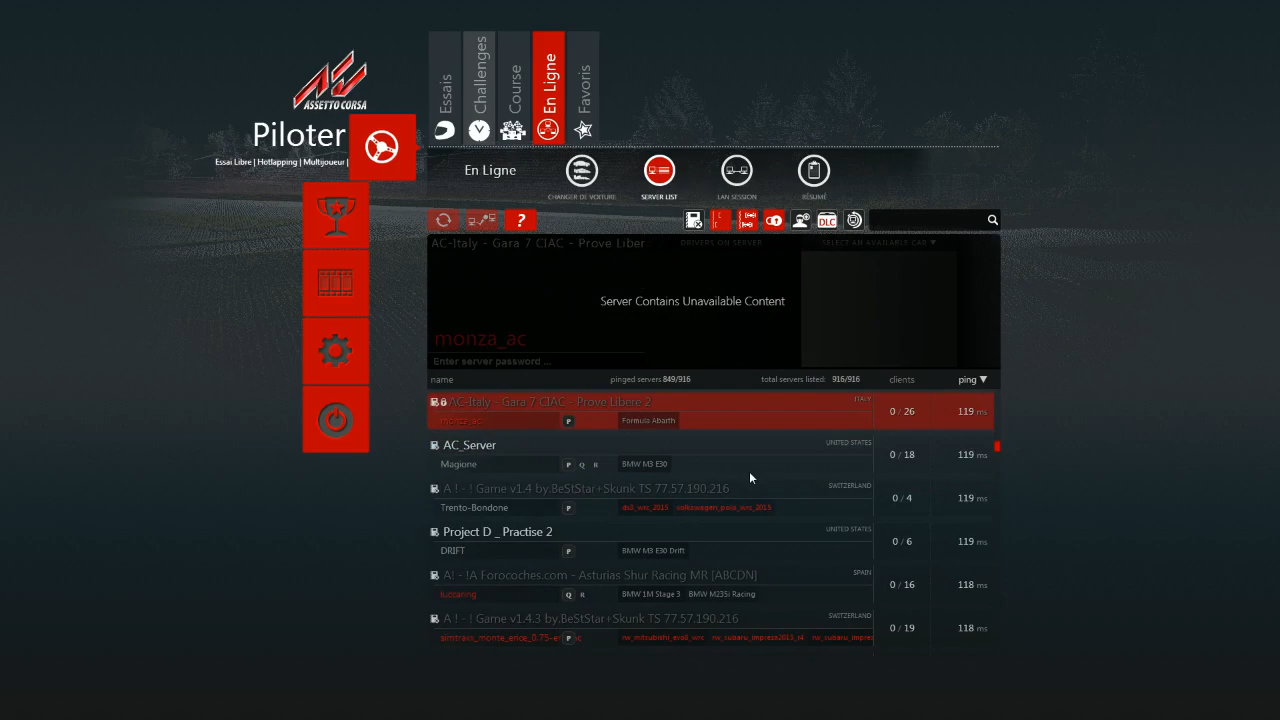 Essais
Challenges
Course
En Ligne
Favoris
ASSETTO CORSA
Piloter
Essai Libre | Hotlapping | Multijoueur |
En Ligne
CHANGER DE VOITURE
SERVER LIST
LAN SESSION
RÉSUMÉ
?
DLC
AC-Italy - Gara 7 CIAC - Prove Liber
DRIVERS ON SERVER
SELECT AN AVAILABLE CAR ▼
Server Contains Unavailable Content
monza_ac
Enter server password ...
name pinged servers 849/916 total servers listed: 916/916 clients ping ▼
AC-Italy - Gara 7 CIAC - Prove Libere 2 ITALY
monza_ac P Formula Abarth 0 / 26 119 ms
AC_Server UNITED STATES
Magione P Q R BMW M3 E30 0 / 18 119 ms
A ! - ! Game v1.4 by.BeStStar+Skunk TS 77.57.190.216 SWITZERLAND
Trento-Bondone P ds3_wrc_2015 volkswagen_polo_wrc_2015 0 / 4 119 ms
Project D _ Practise 2 UNITED STATES
DRIFT P BMW M3 E30 Drift 0 / 6 119 ms
A! - !A Forocoches.com - Asturias Shur Racing MR [ABCDN] SPAIN
luccaring Q R BMW 1M Stage 3 BMW M235i Racing 0 / 16 118 ms
A ! - ! Game v1.4.3 by.BeStStar+Skunk TS 77.57.190.216 SWITZERLAND
P rw_mitsubishi_evo8_wrc rw_subaru_impreza2015_r4 rw_subaru_impre 0 / 19 118 ms